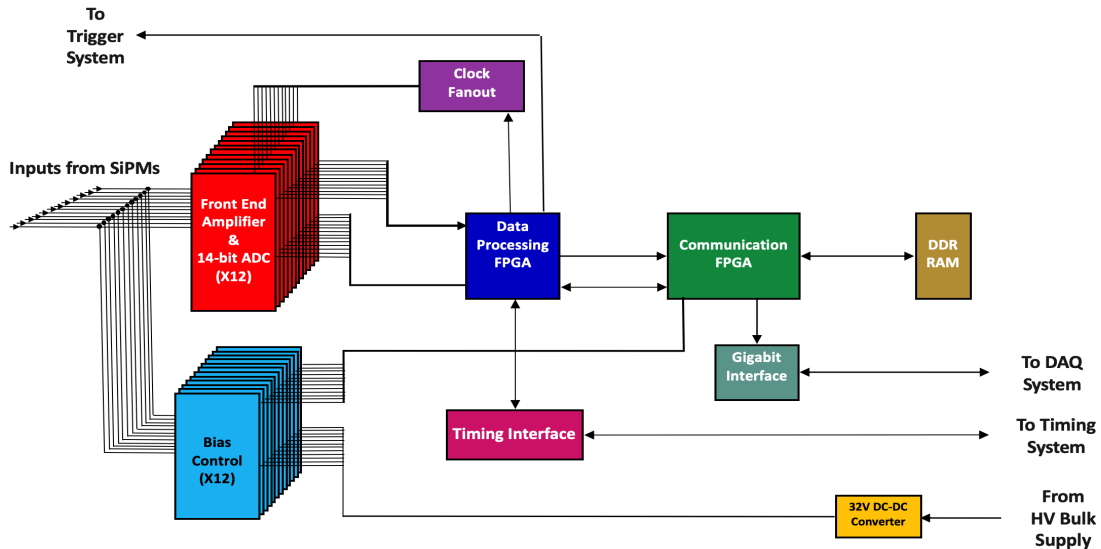 To
Trigger
System
Clock
Fanout
Inputs from SiPMs
Front End
Amplifier
&
14-bit ADC
(X12)
Data
Processing
FPGA
Communication
FPGA
DDR
RAM
Gigabit
Interface
To DAQ
System
Bias
Control
(X12)
Timing Interface
To Timing
System
32V DC-DC
Converter
From
HV Bulk
Supply